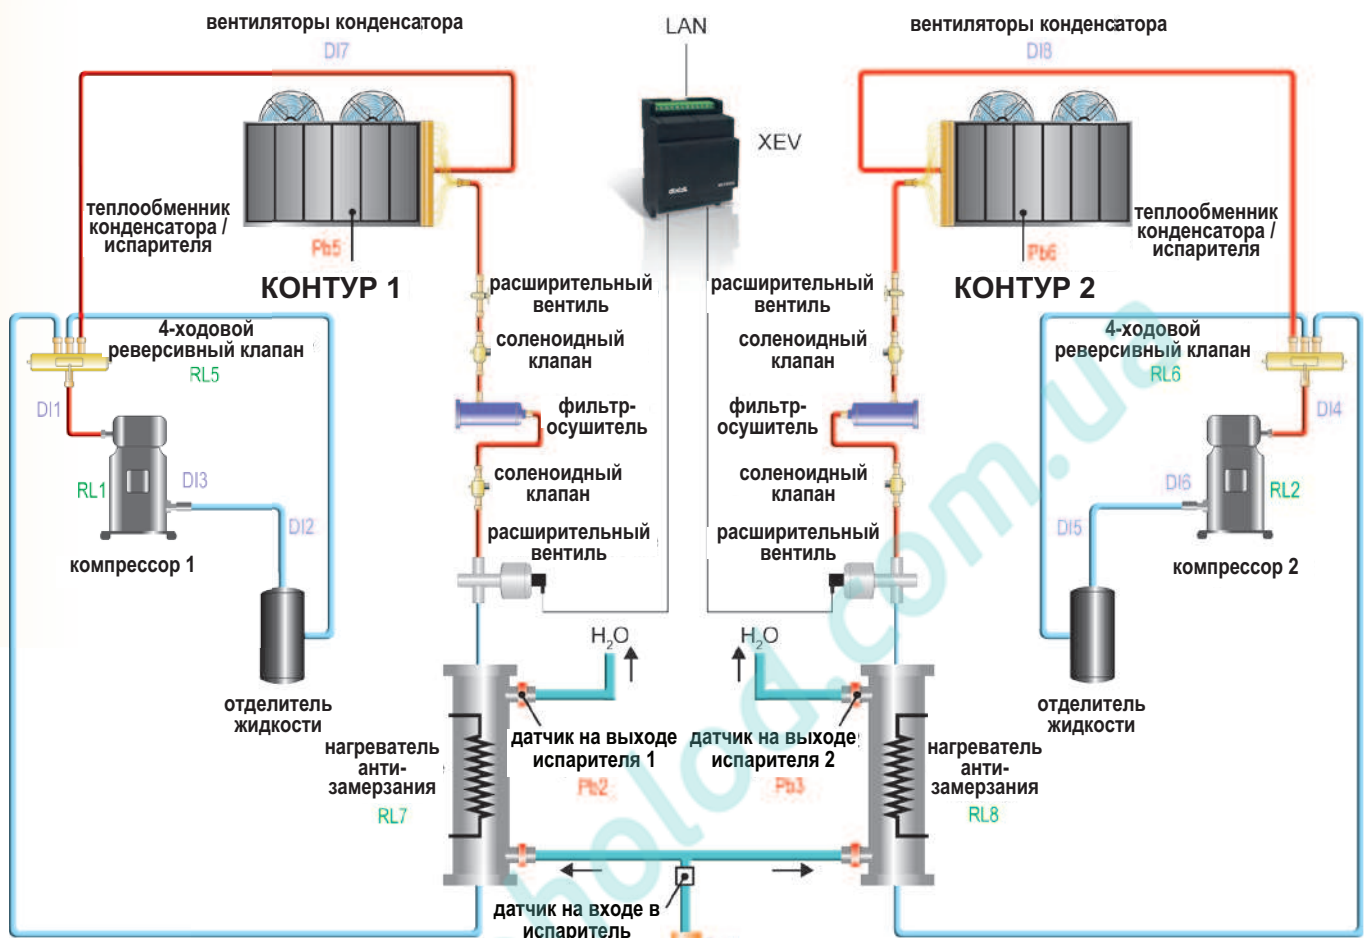 вентиляторы конденсатора
DI7
LAN
вентиляторы конденсатора
DI8
XEV
теплообменник
конденсатора /
испарителя
Pb5
КОНТУР 1
теплообменник
конденсатора /
испарителя
Pb6
КОНТУР 2
расширительный
вентиль
расширительный
вентиль
4-ходовой
реверсивный клапан
RL5
соленоидный
клапан
соленоидный
клапан
4-ходовой
реверсивный клапан
RL6
DI1
фильтр-
осушитель
фильтр-
осушитель
DI4
RL1
DI3
DI2
соленоидный
клапан
соленоидный
клапан
DI6
DI5
RL2
компрессор 1
расширительный
вентиль
расширительный
вентиль
компрессор 2
H2O
H2O
отделитель
жидкости
отделитель
жидкости
нагреватель
анти-
замерзания
RL7
датчик на выходе
испарителя 1
Pb2
датчик на выходе
испарителя 2
Pb3
нагреватель
анти-
замерзания
RL8
датчик на входе в
испаритель
holod.com.ua